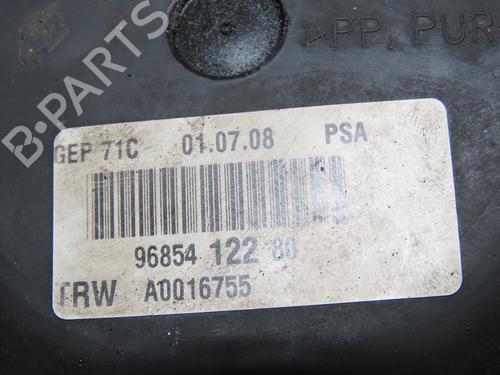 >PP, PUR
GEP 71C 01.07.08 PSA
96854 122 80
TRW A0016755
B-PARTS